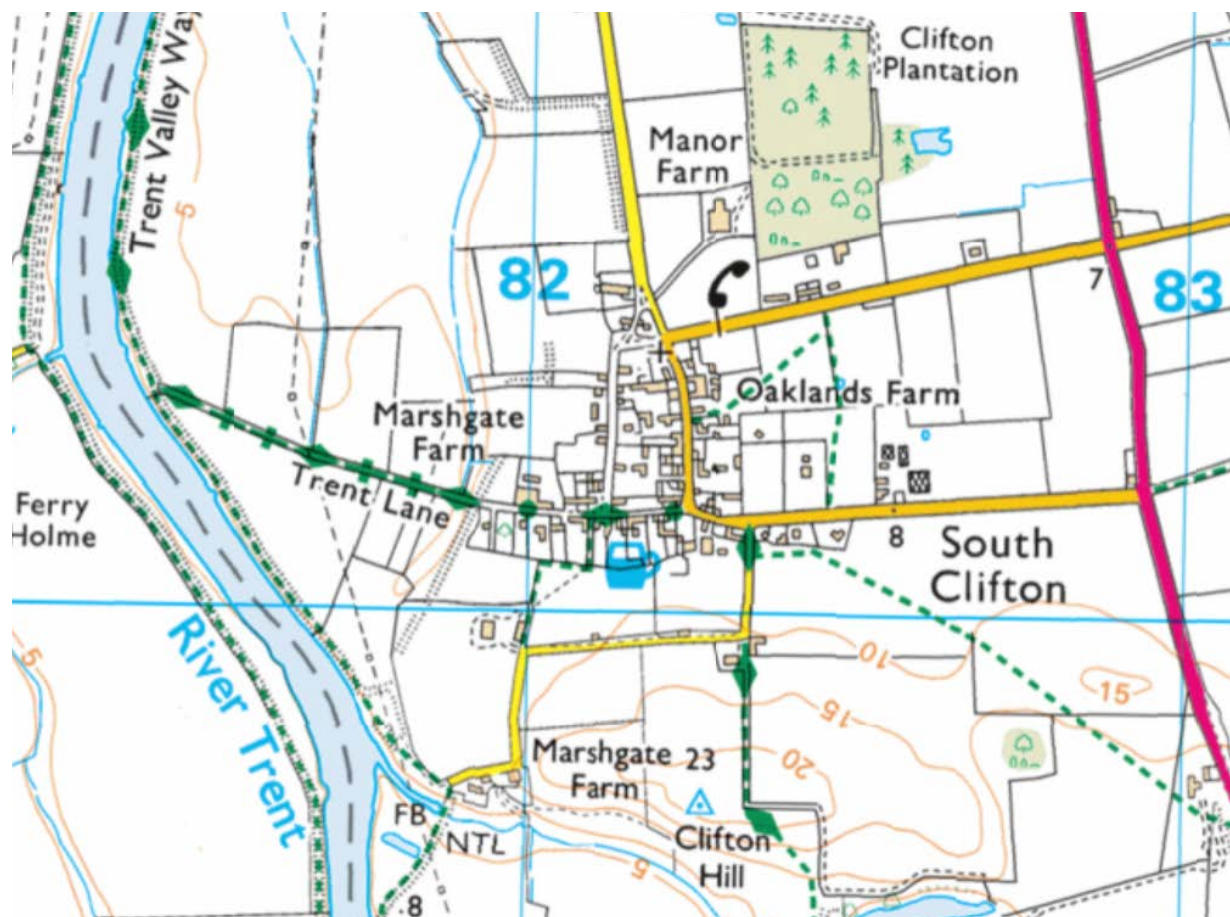 Clifton
Plantation
Trent Valley Way
Manor
Farm
5
82
7
83
Oaklands Farm
Marshgate
Farm
Trent Lane
Ferry
Holme
8
South
Clifton
River Trent
10
5
15
15
Marshgate
Farm
23
20
FB
NTL
Clifton
Hill
5
8